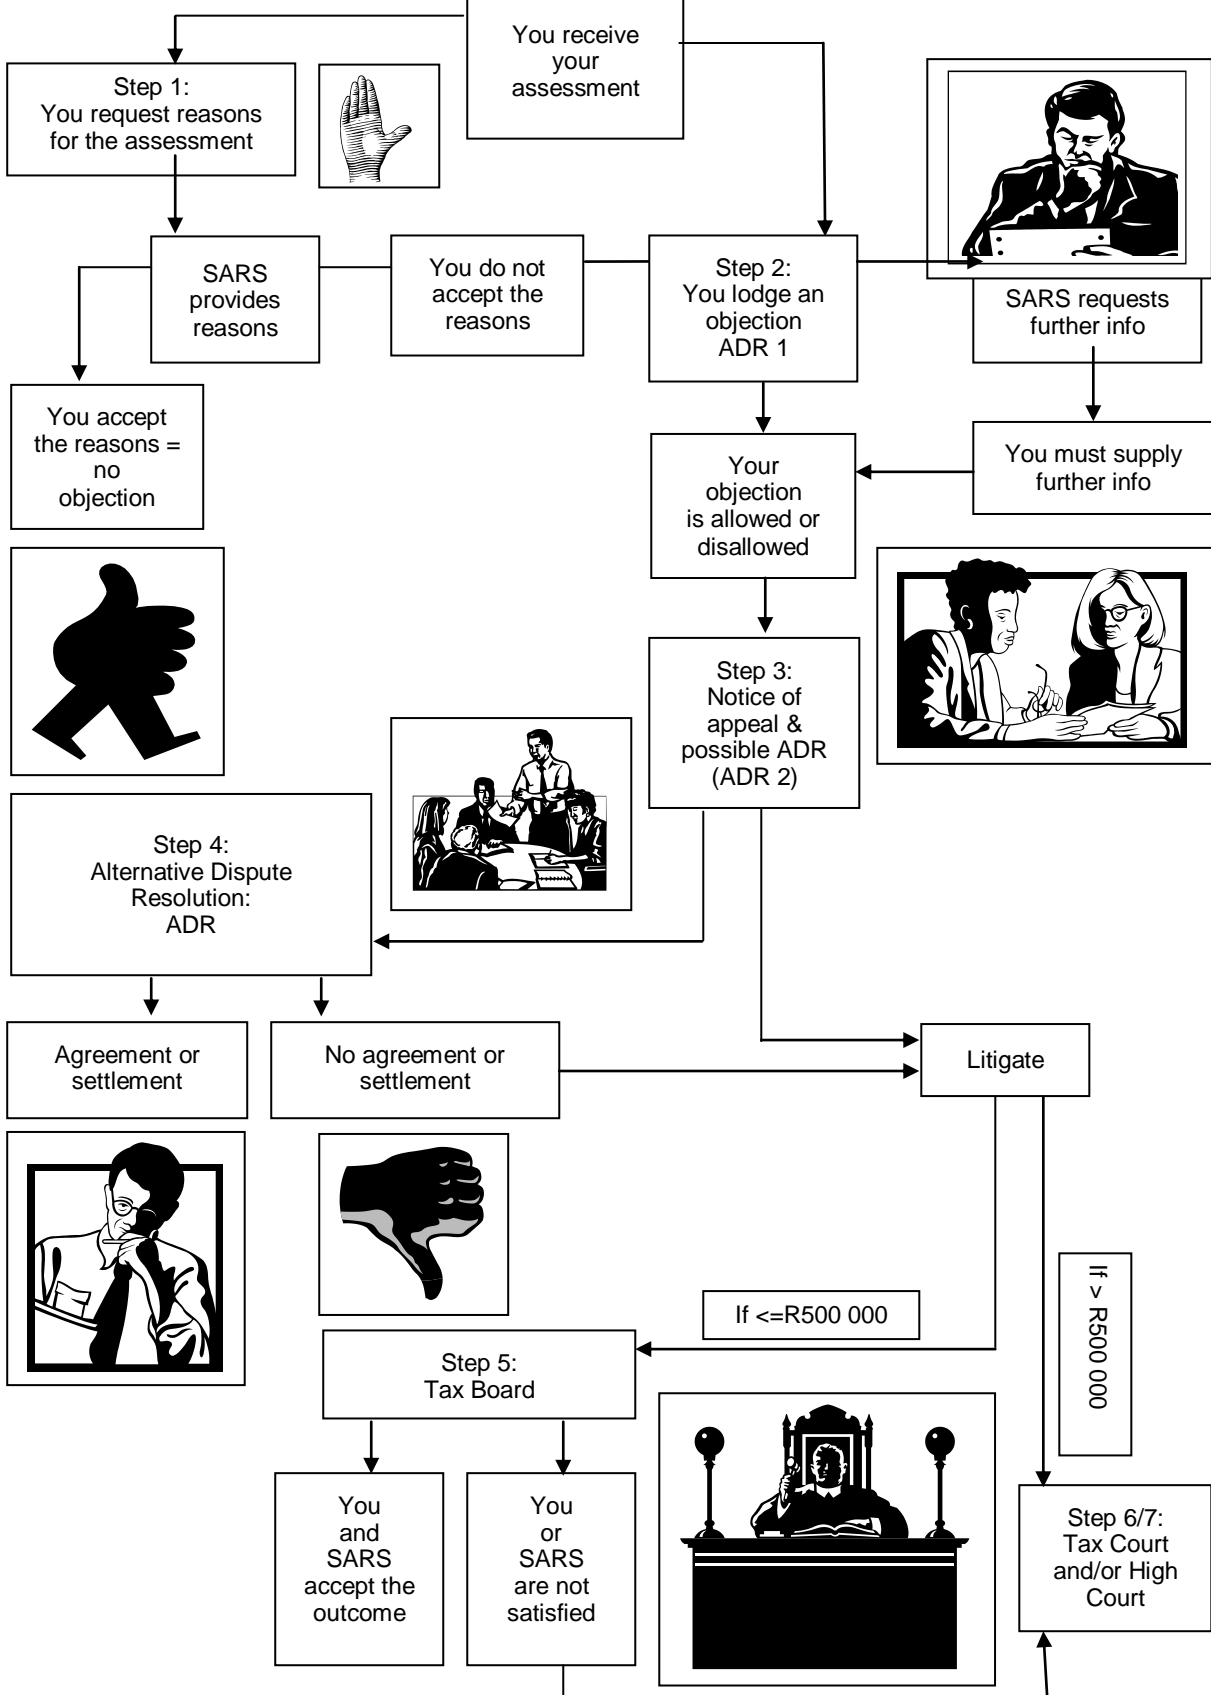 You receive
your
assessment
Step 1:
You request reasons
for the assessment
SARS
provides
reasons
You do not
accept the
reasons
Step 2:
You lodge an
objection
ADR 1
SARS requests
further info
You accept
the reasons =
no
objection
Your
objection
is allowed or
disallowed
You must supply
further info
Step 3:
Notice of
appeal &
possible ADR
(ADR 2)
Step 4:
Alternative Dispute
Resolution:
ADR
Agreement or
settlement
No agreement or
settlement
Litigate
If <=R500 000
If > R500 000
Step 5:
Tax Board
You
and
SARS
accept the
outcome
You
or
SARS
are not
satisfied
Step 6/7:
Tax Court
and/or High
Court